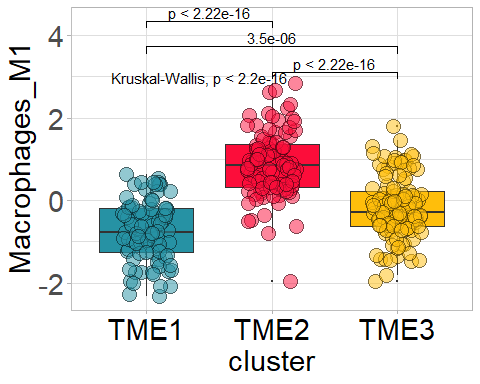 p < 2.22e-16
3.5e-06
p < 2.22e-16
Kruskal-Wallis, p < 2.2e-16
Macrophages_M1
4
2
0
-2
TME1 TME2 TME3
cluster